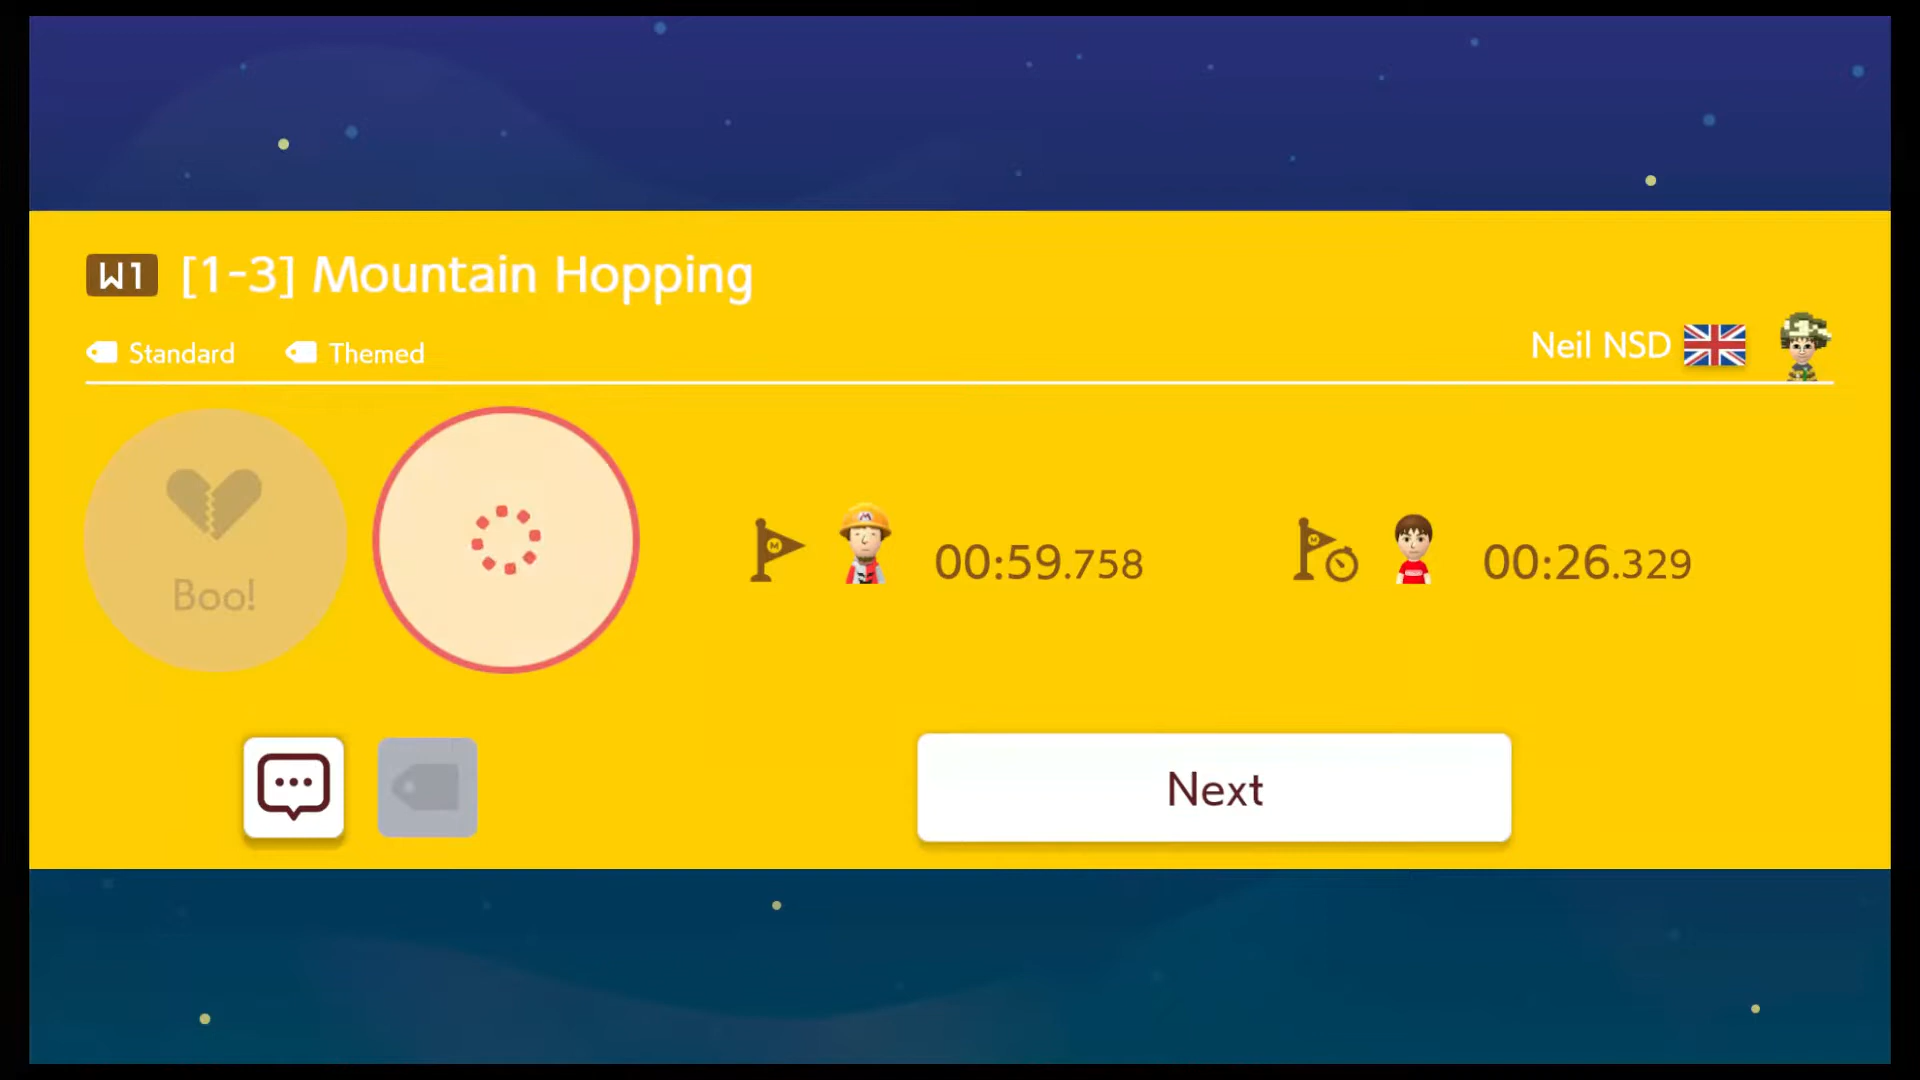 W1 [1-3] Mountain Hopping
Standard Themed
Neil NSD
Boo!
00:59.758
00:26.329
Next